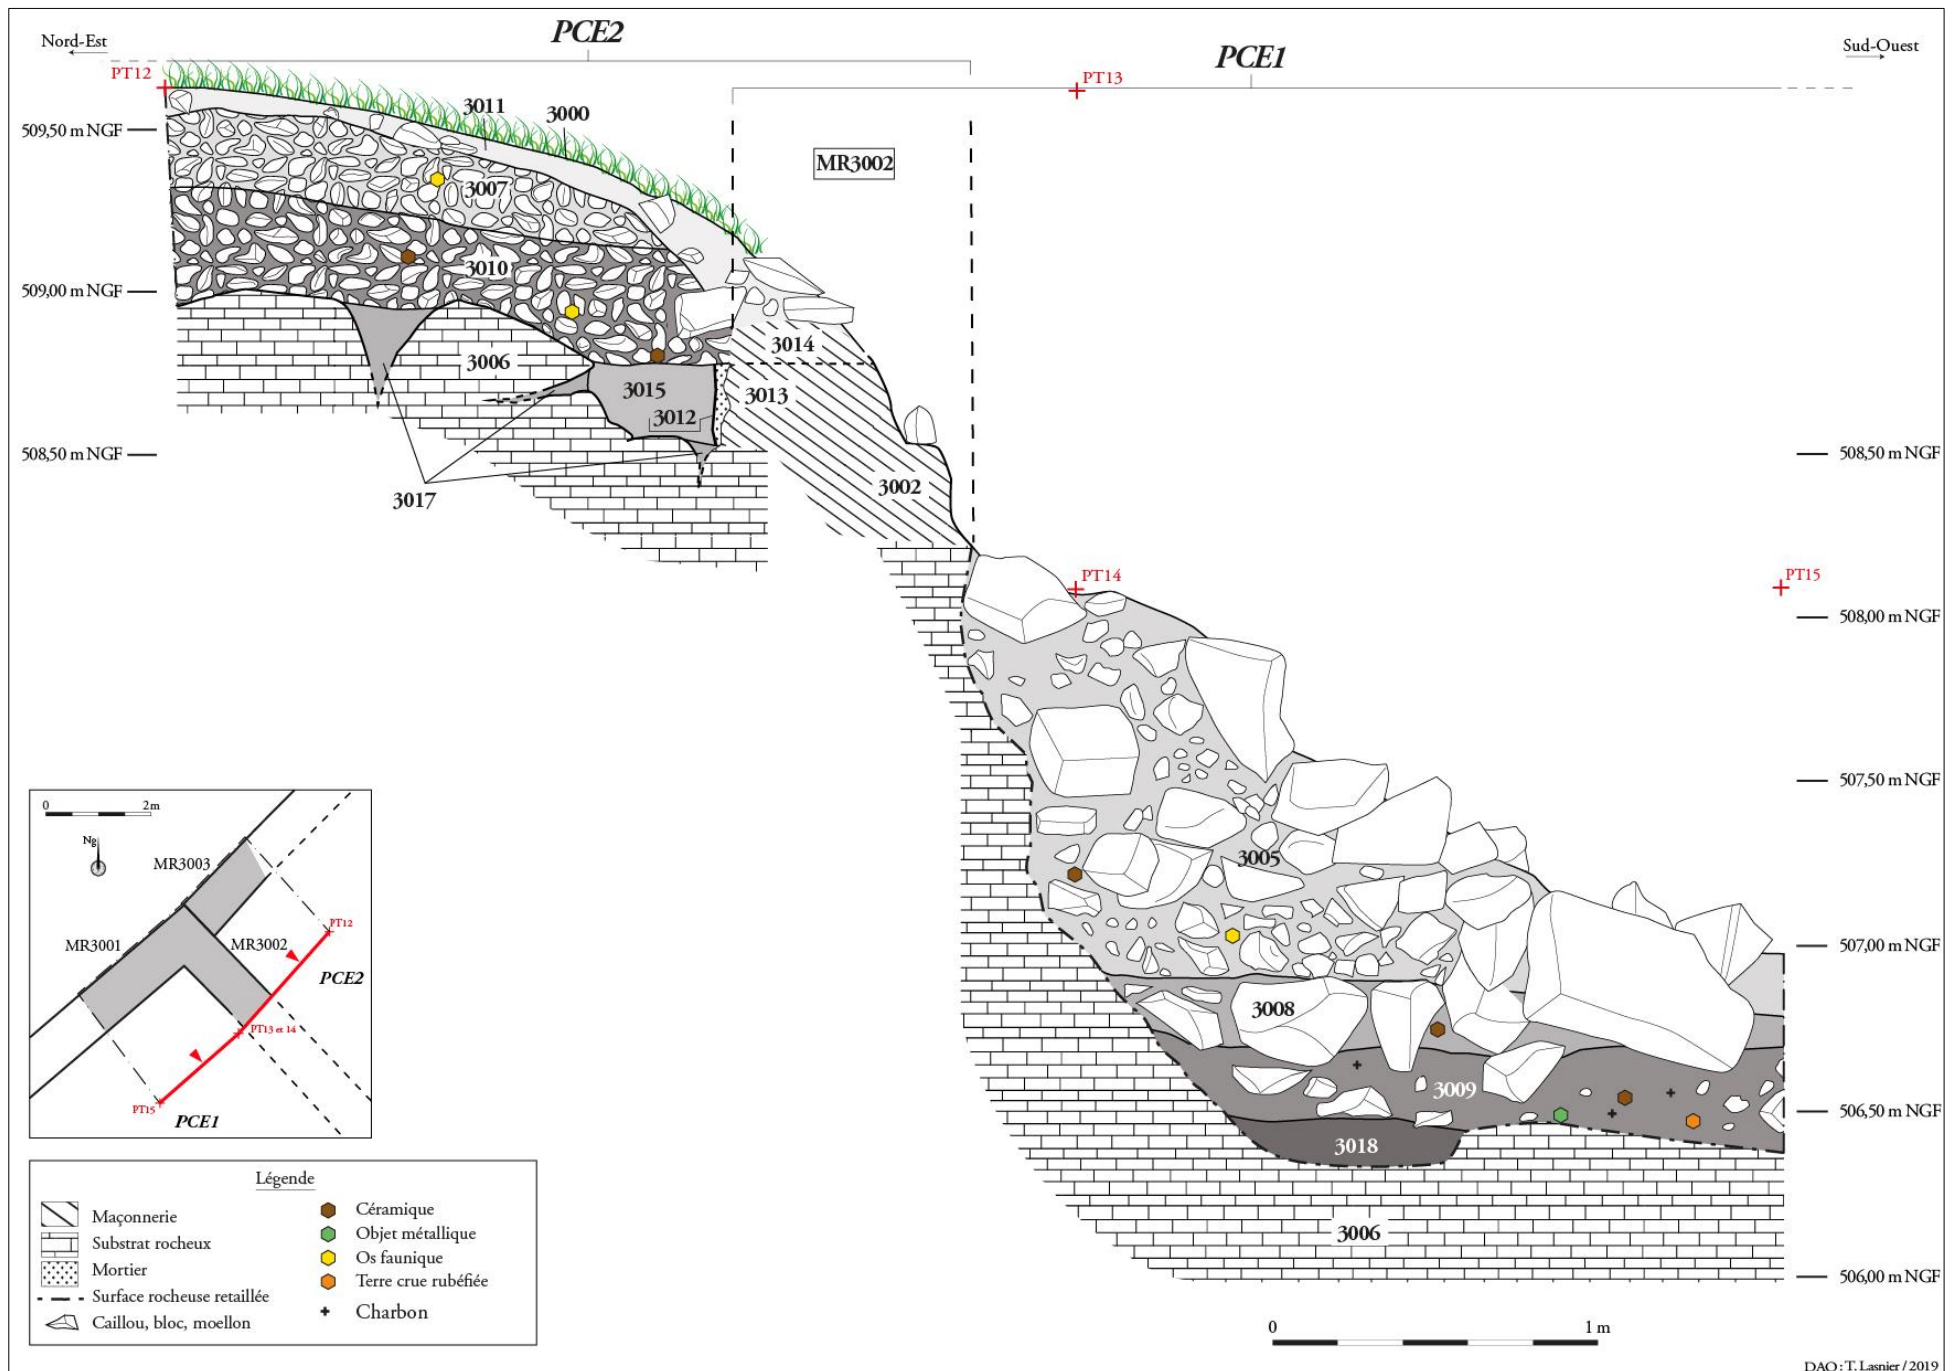 Nord-Est
PCE2
PCE1
Sud-Ouest
PT12
PT13
3011
3000
509,50 m NGF
MR3002
3007
3010
509,00 m NGF
3014
3006
3015
3013
3012
508,50 m NGF
508,50 m NGF
3002
3017
PT14
PT15
508,00 m NGF
507,50 m NGF
3005
507,00 m NGF
3008
3009
506,50 m NGF
3018
3006
506,00 m NGF
0 2 m
Ng
MR3003
PT12
MR3001
MR3002
PCE2
PT13 et 14
PT15
PCE1
Légende
Maçonnerie
Substrat rocheux
Mortier
Surface rocheuse retaillée
Caillou, bloc, moellon
Céramique
Objet métallique
Os faunique
Terre crue rubéfiée
Charbon
0 1 m
DAO : T. Lasnier / 2019